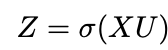 Z = σ(XU)